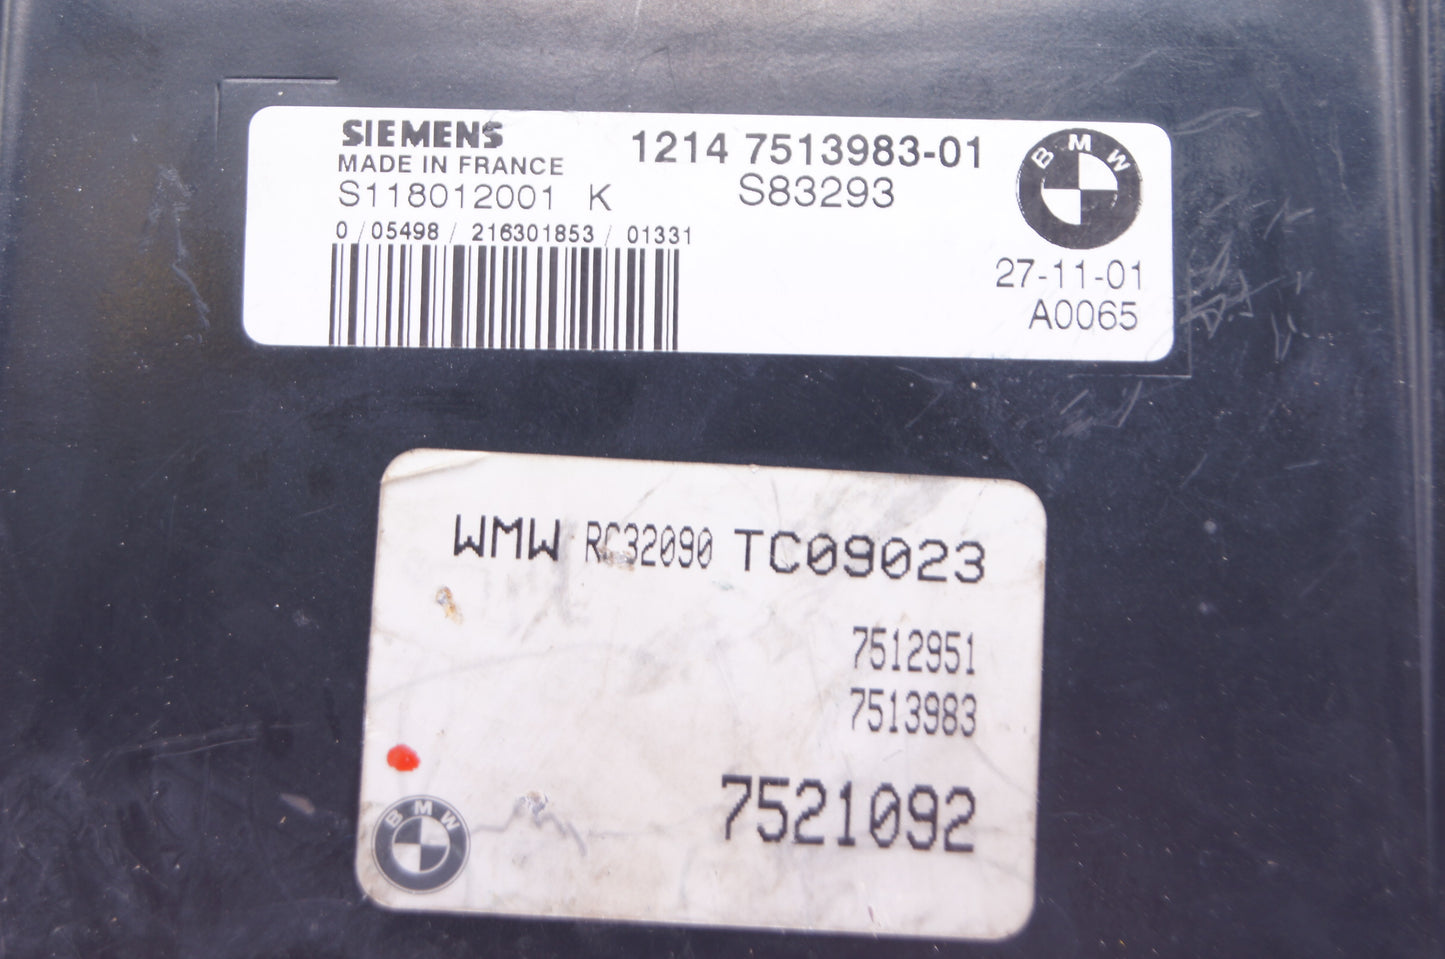 SIEMENS
MADE IN FRANCE
S118012001 K
0 / 05498 / 216301853 / 01331
1214 7513983-01
S83293
BMW
27-11-01
A0065
WMW RC32090 TC09023
7512951
7513983
7521092
BMW